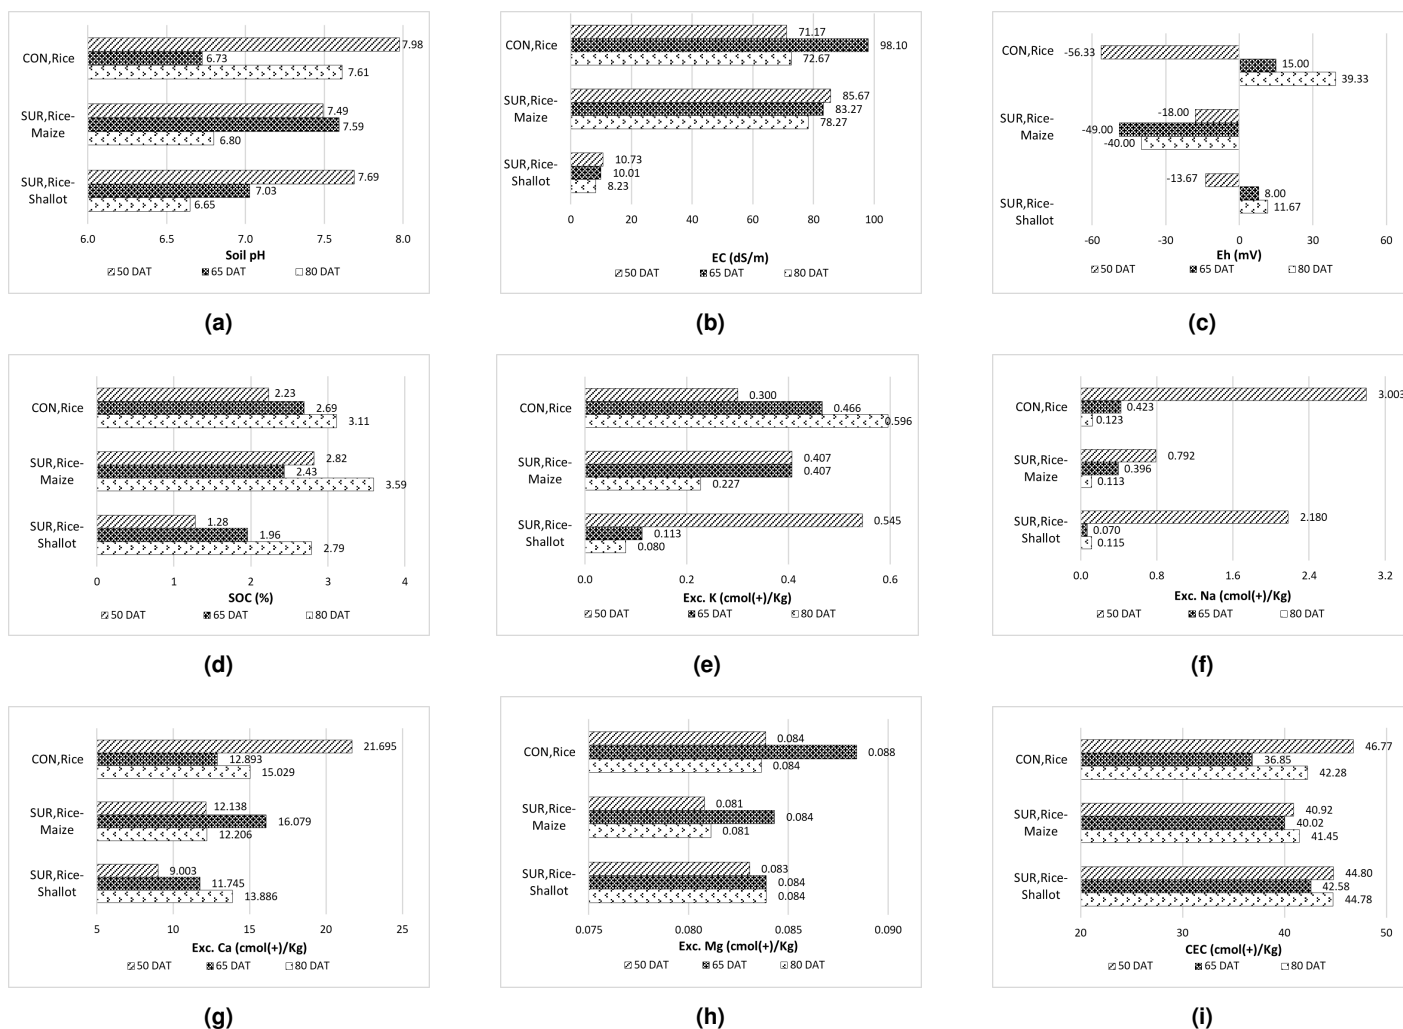 CON,Rice
7.98
6.73
7.61
SUR,Rice-
Maize
7.49
7.59
6.80
SUR,Rice-
Shallot
7.69
7.03
6.65
6.0 6.5 7.0 7.5 8.0
Soil pH
50 DAT 65 DAT 80 DAT
(a)
CON,Rice
71.17
98.10
72.67
SUR,Rice-
Maize
85.67
83.27
78.27
SUR,Rice-
Shallot
10.73
10.01
8.23
0 20 40 60 80 100
EC (dS/m)
50 DAT 65 DAT 80 DAT
(b)
CON,Rice
-56.33
15.00
39.33
SUR,Rice-
Maize
-18.00
-49.00
-40.00
SUR,Rice-
Shallot
-13.67
8.00
11.67
-60 -30 0 30 60
Eh (mV)
50 DAT 65 DAT 80 DAT
(c)
CON,Rice
2.23
2.69
3.11
SUR,Rice-
Maize
2.82
2.43
3.59
SUR,Rice-
Shallot
1.28
1.96
2.79
0 1 2 3 4
SOC (%)
50 DAT 65 DAT 80 DAT
(d)
CON,Rice
0.300
0.466
0.596
SUR,Rice-
Maize
0.407
0.407
0.227
SUR,Rice-
Shallot
0.545
0.113
0.080
0.0 0.2 0.4 0.6
Exc. K (cmol(+)/Kg)
50 DAT 65 DAT 80 DAT
(e)
CON,Rice
3.003
0.423
0.123
SUR,Rice-
Maize
0.792
0.396
0.113
SUR,Rice-
Shallot
2.180
0.070
0.115
0.0 0.8 1.6 2.4 3.2
Exc. Na (cmol(+)/Kg)
50 DAT 65 DAT 80 DAT
(f)
CON,Rice
21.695
12.893
15.029
SUR,Rice-
Maize
12.138
16.079
12.206
SUR,Rice-
Shallot
9.003
11.745
13.886
5 10 15 20 25
Exc. Ca (cmol(+)/Kg)
50 DAT 65 DAT 80 DAT
(g)
CON,Rice
0.084
0.088
0.084
SUR,Rice-
Maize
0.081
0.084
0.081
SUR,Rice-
Shallot
0.083
0.084
0.084
0.075 0.080 0.085 0.090
Exc. Mg (cmol(+)/Kg)
50 DAT 65 DAT 80 DAT
(h)
CON,Rice
46.77
36.85
42.28
SUR,Rice-
Maize
40.92
40.02
41.45
SUR,Rice-
Shallot
44.80
42.58
44.78
20 30 40 50
CEC (cmol(+)/Kg)
50 DAT 65 DAT 80 DAT
(i)